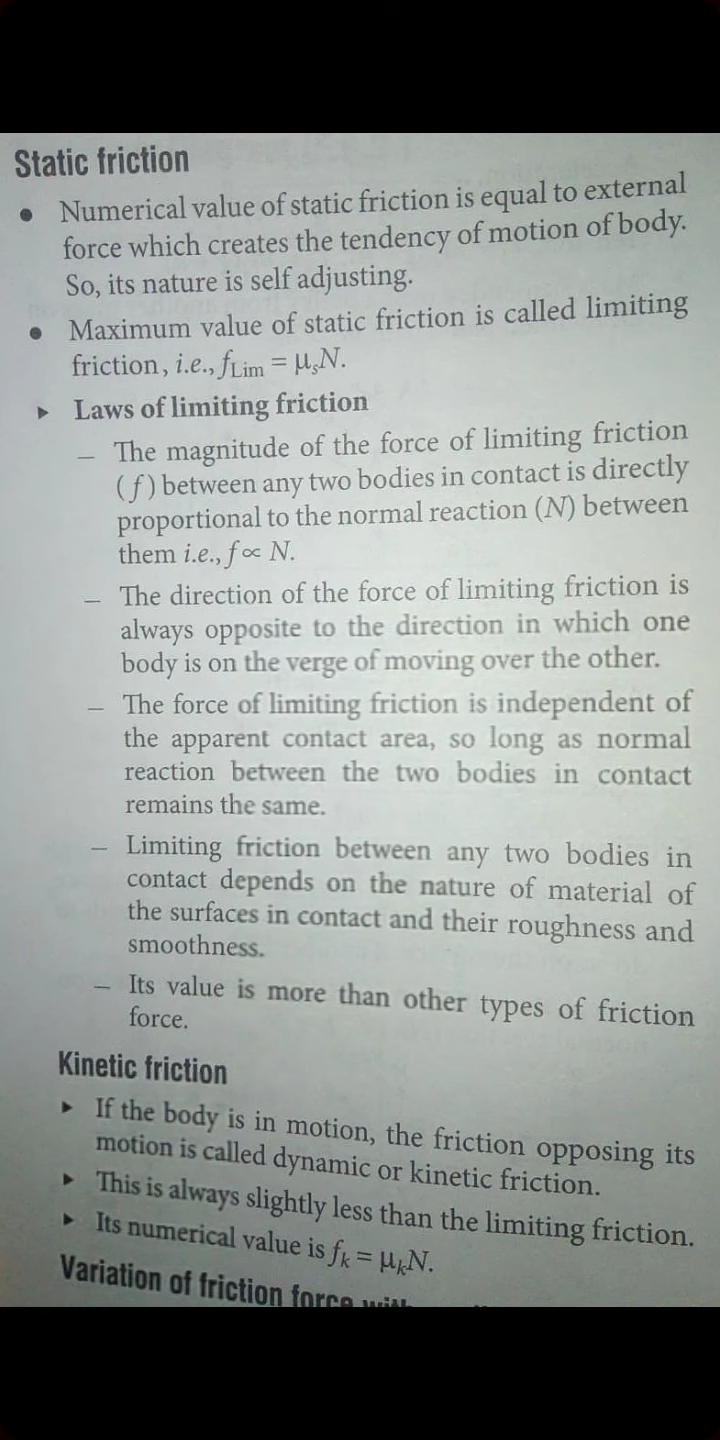 Static friction
• Numerical value of static friction is equal to external
force which creates the tendency of motion of body.
So, its nature is self adjusting.
• Maximum value of static friction is called limiting
friction, i.e., fLim = μsN.
▸ Laws of limiting friction
– The magnitude of the force of limiting friction
(f) between any two bodies in contact is directly
proportional to the normal reaction (N) between
them i.e., f ∝ N.
– The direction of the force of limiting friction is
always opposite to the direction in which one
body is on the verge of moving over the other.
– The force of limiting friction is independent of
the apparent contact area, so long as normal
reaction between the two bodies in contact
remains the same.
– Limiting friction between any two bodies in
contact depends on the nature of material of
the surfaces in contact and their roughness and
smoothness.
– Its value is more than other types of friction
force.
Kinetic friction
▸ If the body is in motion, the friction opposing its
motion is called dynamic or kinetic friction.
▸ This is always slightly less than the limiting friction.
▸ Its numerical value is fk = μkN.
Variation of friction force